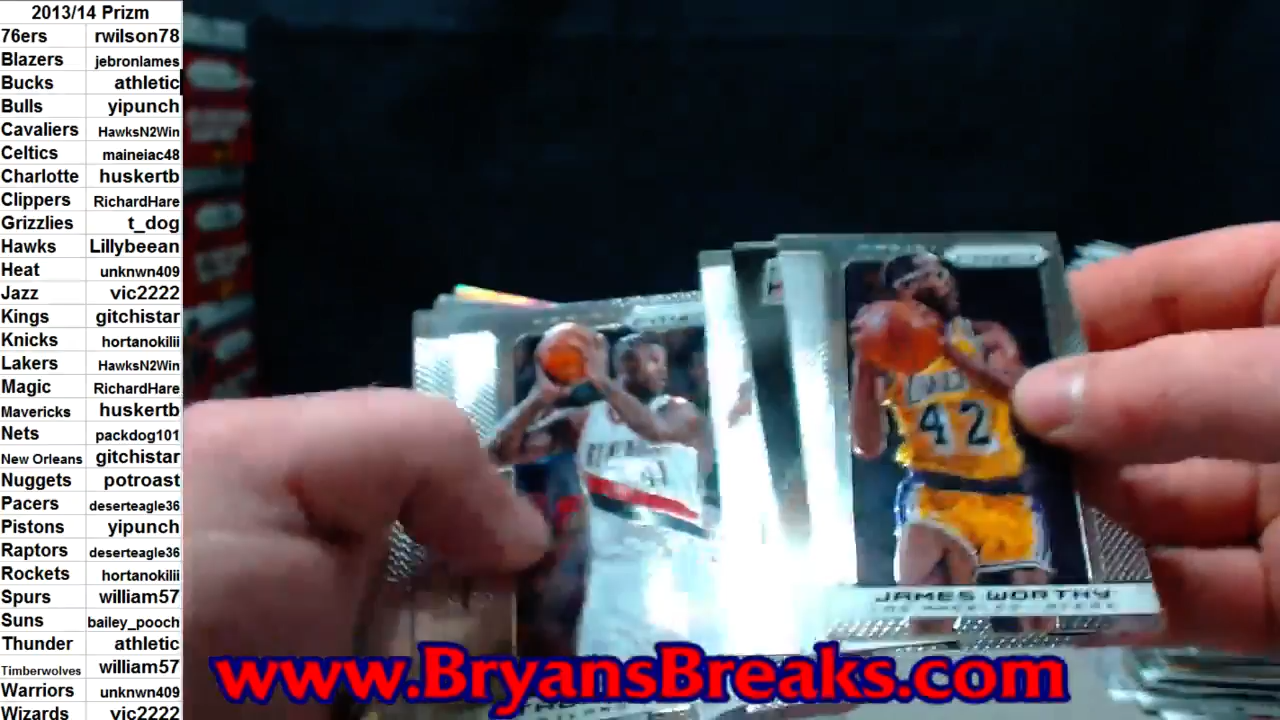 2013/14 Prizm
76ers rwilson78
Blazers jebronlames
Bucks athletic
Bulls yipunch
Cavaliers HawksN2Win
Celtics maineiac48
Charlotte huskertb
Clippers RichardHare
Grizzlies t_dog
Hawks Lillybeean
Heat unknwn409
Jazz vic2222
Kings gitchistar
Knicks hortanokilii
Lakers HawksN2Win
Magic RichardHare
Mavericks huskertb
Nets packdog101
New Orleans gitchistar
Nuggets potroast
Pacers deserteagle36
Pistons yipunch
Raptors deserteagle36
Rockets hortanokilii
Spurs william57
Suns bailey_pooch
Thunder athletic
Timberwolves william57
Warriors unknwn409
Wizards vic2222
42
JAMES WORTHY
www.BryansBreaks.com